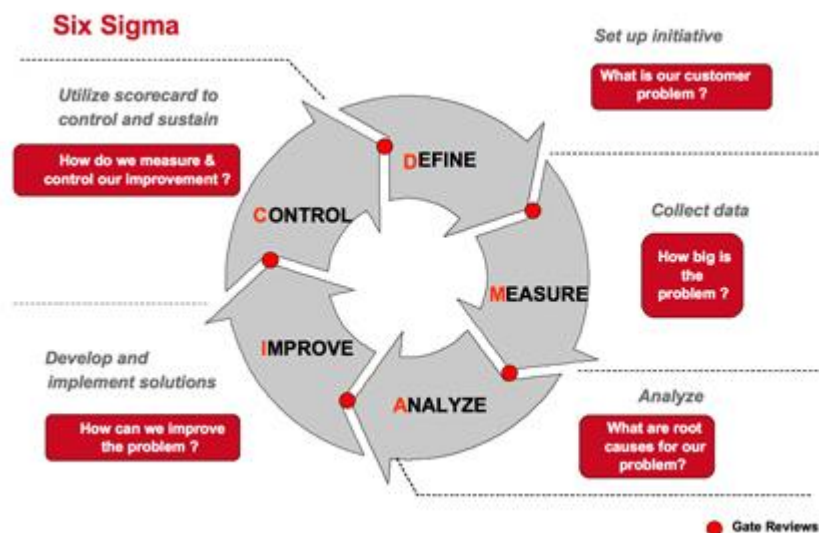 Six Sigma
Set up initiative
What is our customer
problem ?
Utilize scorecard to
control and sustain
How do we measure &
control our improvement ?
DEFINE
CONTROL
Collect data
How big is
the
problem ?
MEASURE
IMPROVE
Develop and
implement solutions
How can we improve
the problem ?
ANALYZE
Analyze
What are root
causes for our
problem?
Gate Reviews